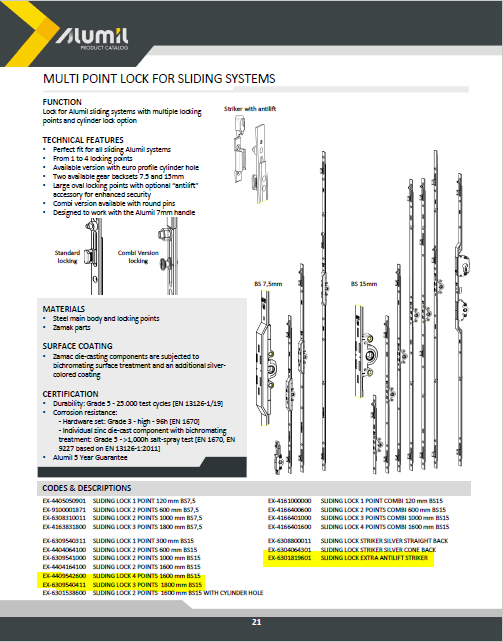 ALUMIL
PRODUCT CATALOG
MULTI POINT LOCK FOR SLIDING SYSTEMS
FUNCTION
Lock for Alumil sliding systems with multiple locking
points and cylinder lock option
Striker with antilift
TECHNICAL FEATURES
• Perfect fit for all sliding Alumil systems
• From 1 to 4 locking points
• Available version with euro profile cylinder hole
• Two available gear backsets 7.5 and 15mm
• Large oval locking points with optional "antilift"
accessory for enhanced security
• Combi version available with round pins
• Designed to work with the Alumil 7mm handle
Standard
locking
Combi Version
locking
BS 7,5mm
BS 15mm
MATERIALS
• Steel main body and locking points
• Zamak parts
SURFACE COATING
• Zamac die-casting components are subjected to
bichromating surface treatment and an additional silver-
colored coating
CERTIFICATION
• Durability: Grade 5 - 25.000 test cycles [EN 13126-1/19]
• Corrosion resistance:
- Hardware set: Grade 3 - high - 96h [EN 1670]
- Individual zinc die-cast component with bichromating
treatment: Grade 5 - >1,000h salt-spray test [EN 1670, EN
9227 based on EN 13126-1:2011]
• Alumil 5 Year Guarantee
CODES & DESCRIPTIONS
EX-4405050901 SLIDING LOCK 1 POINT 120 mm BS7,5
EX-9100001871 SLIDING LOCK 2 POINTS 600 mm BS7,5
EX-6308310011 SLIDING LOCK 2 POINTS 1000 mm BS7,5
EX-4163831800 SLIDING LOCK 3 POINTS 1800 mm BS7,5
EX-6309540311 SLIDING LOCK 1 POINT 300 mm BS15
EX-4404064100 SLIDING LOCK 2 POINTS 600 mm BS15
EX-6309541000 SLIDING LOCK 2 POINTS 1000 mm BS15
EX-4404164100 SLIDING LOCK 2 POINTS 1600 mm BS15
EX-4409542600 SLIDING LOCK 4 POINTS 1600 mm BS15
EX-6309540411 SLIDING LOCK 3 POINTS 1800 mm BS15
EX-6301538600 SLIDING LOCK 2 POINTS 1600 mm BS15 WITH CYLINDER HOLE
EX-4161000000 SLIDING LOCK 1 POINT COMBI 120 mm BS15
EX-4166400600 SLIDING LOCK 2 POINTS COMBI 600 mm BS15
EX-4166401000 SLIDING LOCK 3 POINTS COMBI 1000 mm BS15
EX-4166401600 SLIDING LOCK 4 POINTS COMBI 1600 mm BS15
EX-6308800011 SLIDING LOCK STRIKER SILVER STRAIGHT BACK
EX-6304064301 SLIDING LOCK STRIKER SILVER CONE BACK
EX-6301819601 SLIDING LOCK EXTRA ANTILIFT STRIKER
21